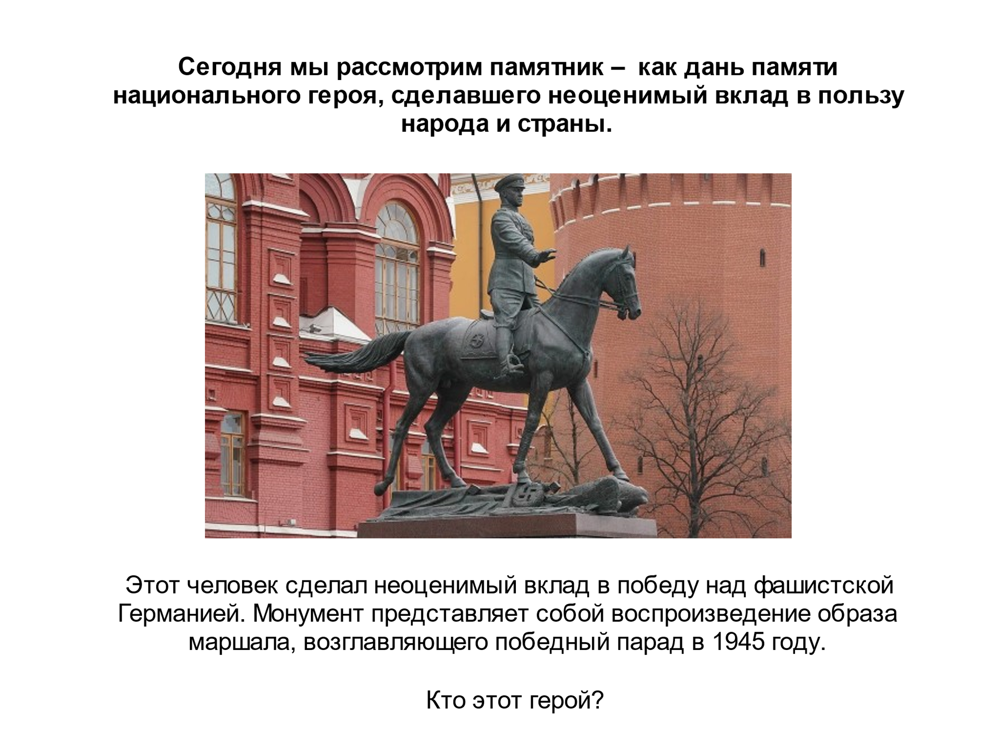 Сегодня мы рассмотрим памятник –  как дань памяти
национального героя, сделавшего неоценимый вклад в пользу
народа и страны.
Этот человек сделал неоценимый вклад в победу над фашистской
Германией. Монумент представляет собой воспроизведение образа
маршала, возглавляющего победный парад в 1945 году.
Кто этот герой?